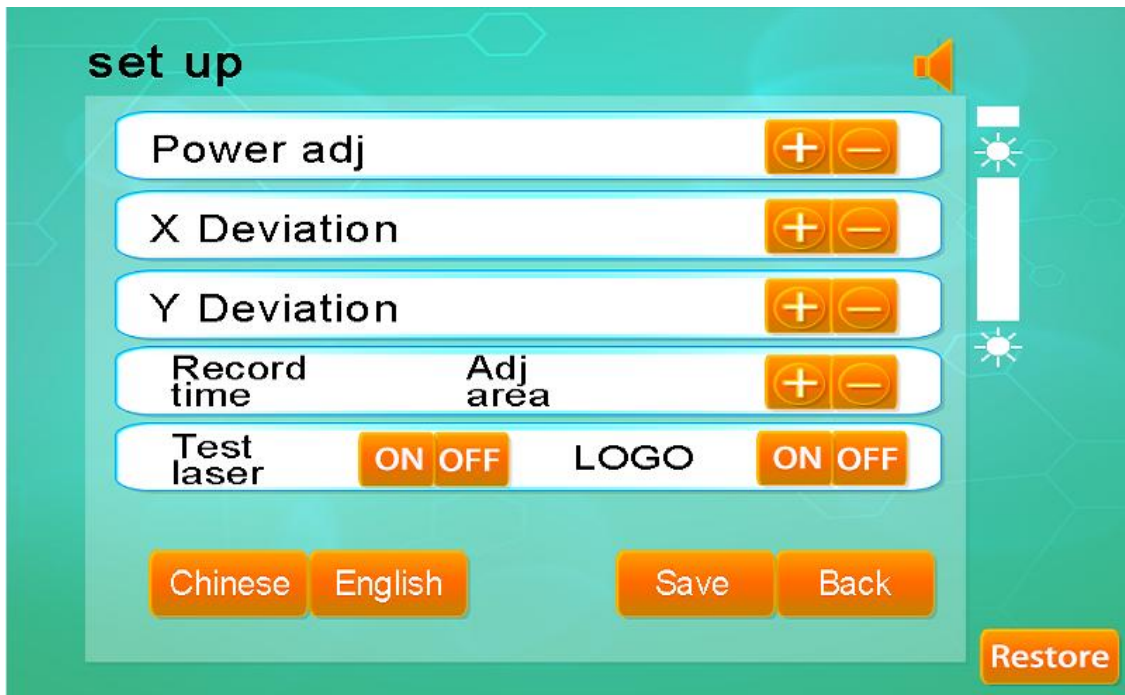 set up
Power adj
X Deviation
Y Deviation
Record time
Adj area
Test laser
ON OFF
LOGO
ON OFF
Chinese English
Save Back
Restore